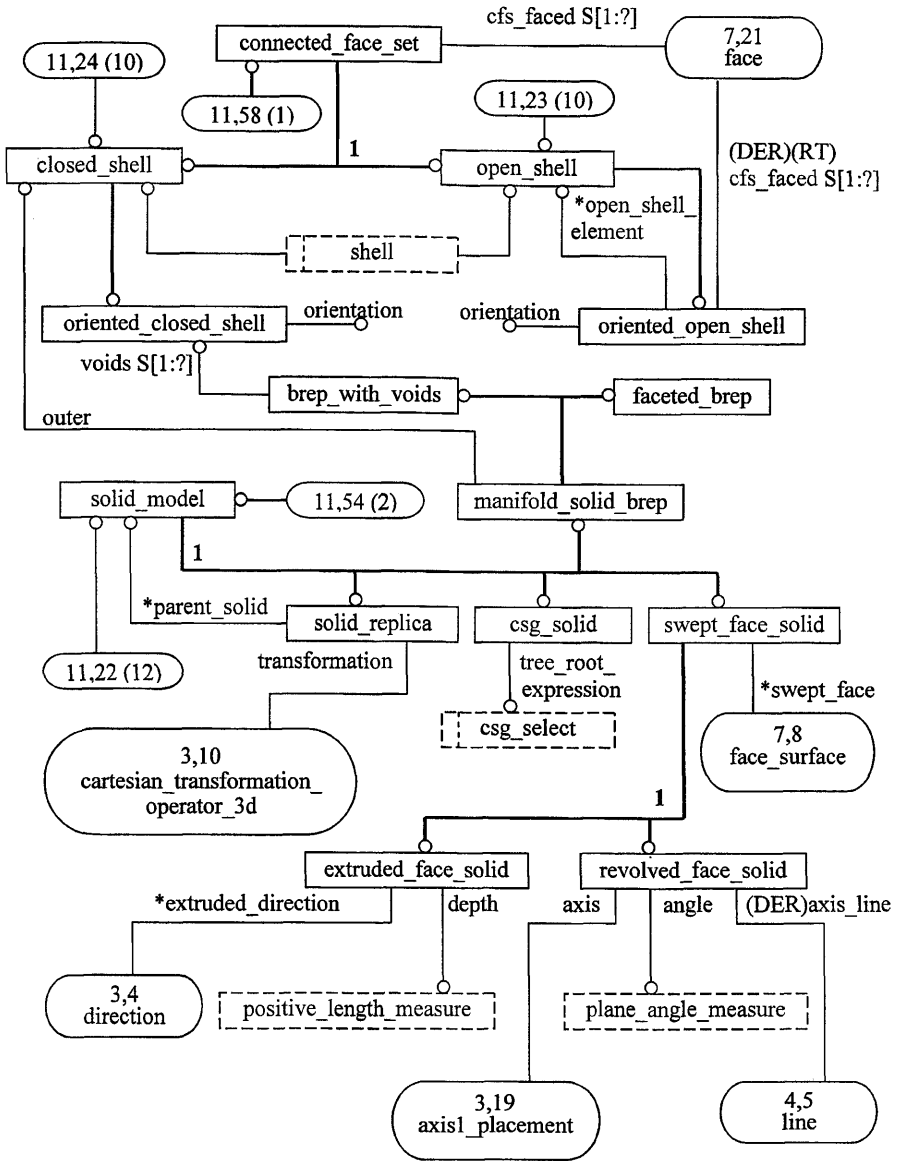 cfs_faced S[1:?]
connected_face_set
7,21
face
11,24 (10)
11,58 (1)
11,23 (10)
1
closed_shell
open_shell
(DER)(RT)
cfs_faced S[1:?]
*open_shell_
element
shell
orientation
orientation
oriented_closed_shell
oriented_open_shell
voids S[1:?]
brep_with_voids
faceted_brep
outer
solid_model
11,54 (2)
manifold_solid_brep
1
*parent_solid
solid_replica
csg_solid
swept_face_solid
11,22 (12)
transformation
tree_root_
expression
*swept_face
csg_select
7,8
face_surface
3,10
cartesian_transformation_
operator_3d
1
extruded_face_solid
revolved_face_solid
*extruded_direction
depth
axis
angle
(DER)axis_line
3,4
direction
positive_length_measure
plane_angle_measure
3,19
axis1_placement
4,5
line